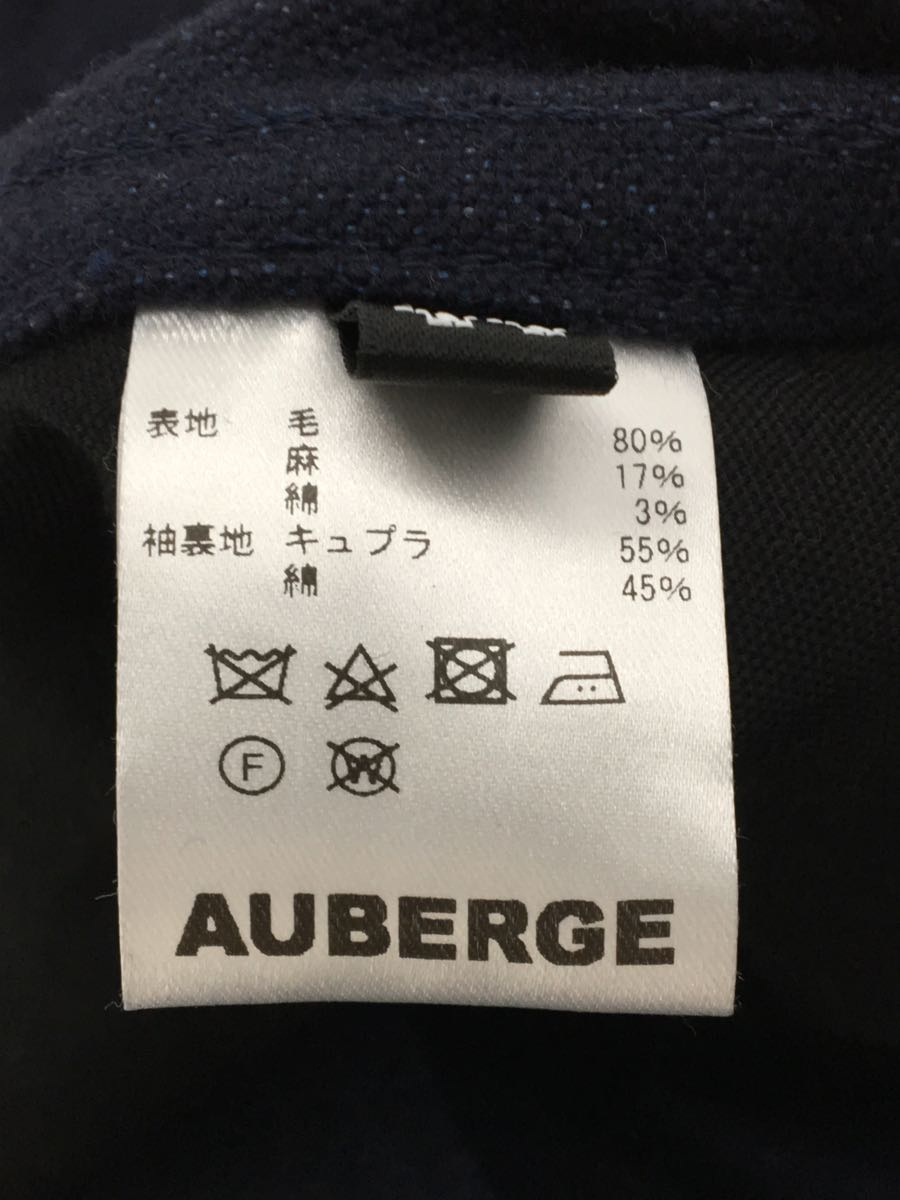 表地 毛 80%
麻 17%
綿 3%
袖裏地 キュプラ 55%
綿 45%
F
W
AUBERGE